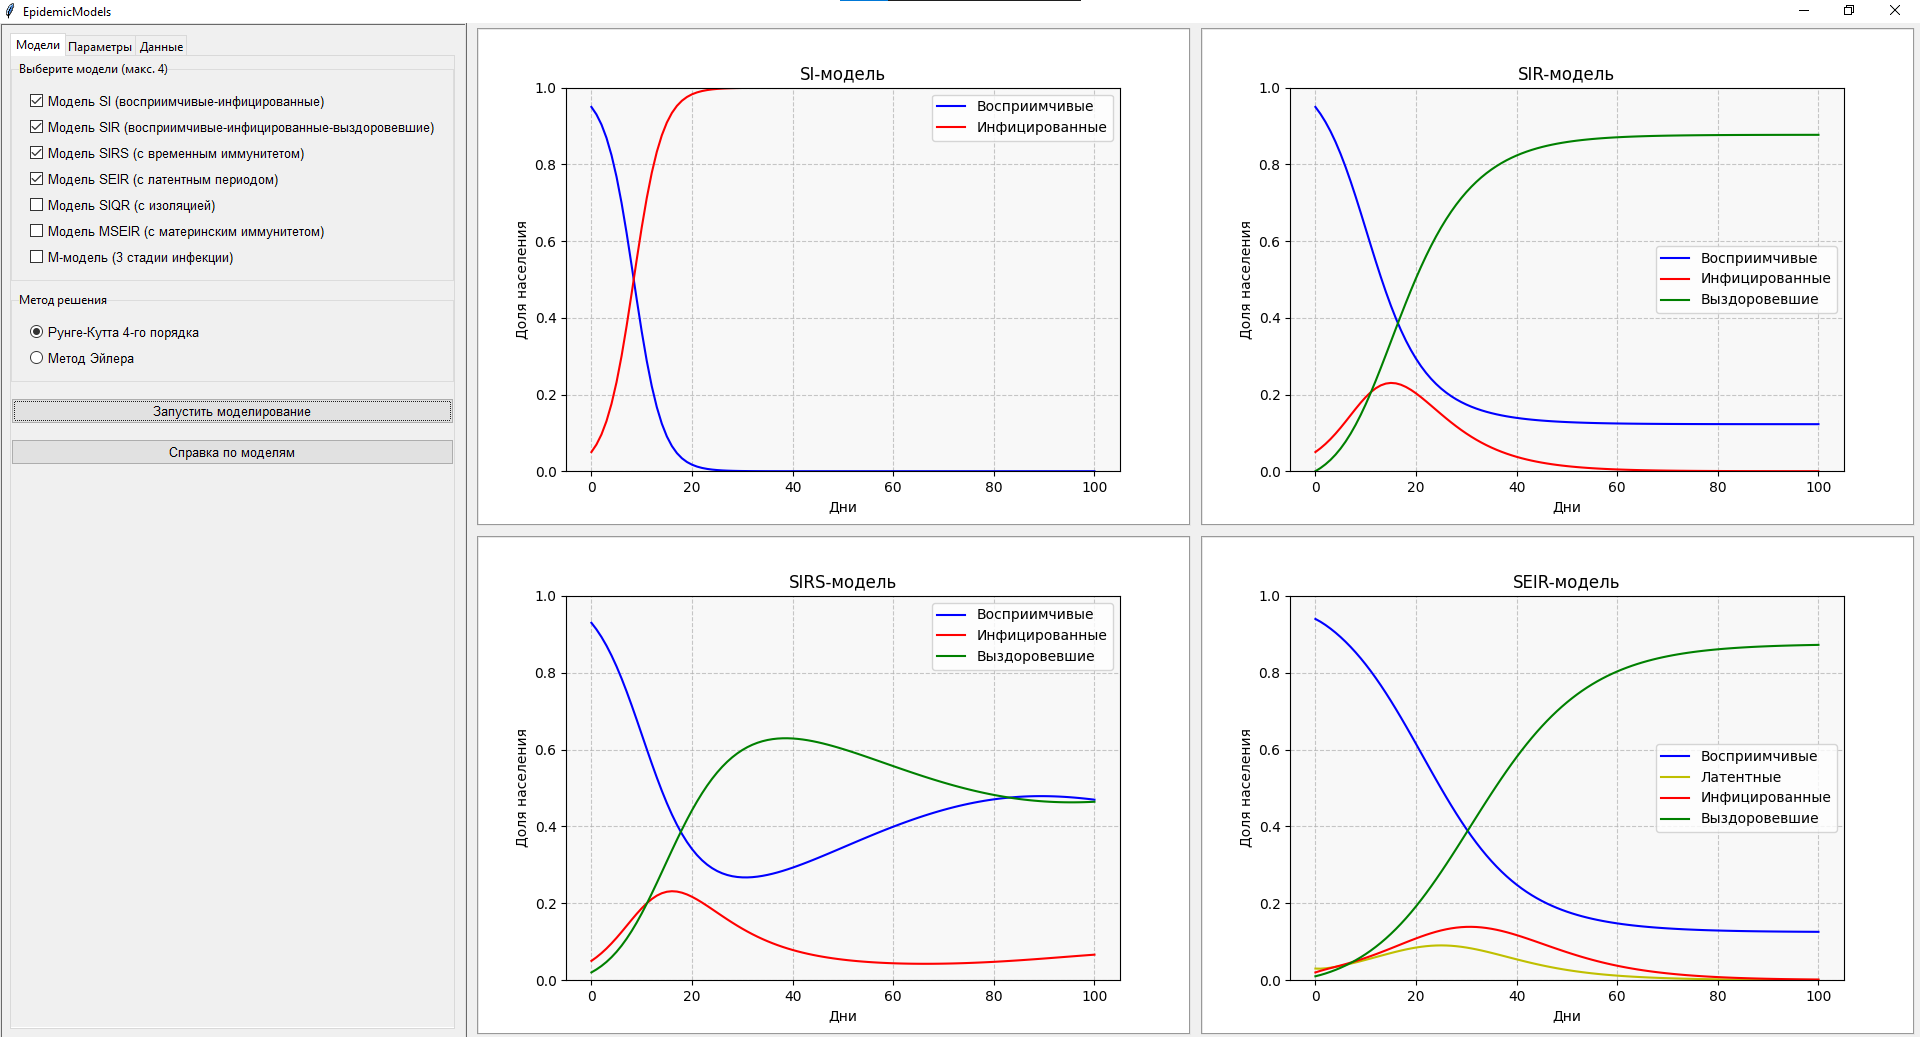 EpidemicModels
Модели Параметры Данные
Выберите модели (макс. 4)
Модель SI (восприимчивые-инфицированные)
Модель SIR (восприимчивые-инфицированные-выздоровевшие)
Модель SIRS (с временным иммунитетом)
Модель SEIR (с латентным периодом)
Модель SIQR (с изоляцией)
Модель MSEIR (с материнским иммунитетом)
М-модель (3 стадии инфекции)
Метод решения
Рунге-Кутта 4-го порядка
Метод Эйлера
Запустить моделирование
Справка по моделям
SI-модель
Доля населения
1.0
0.8
0.6
0.4
0.2
0.0
Восприимчивые
Инфицированные
0 20 40 60 80 100
Дни
SIR-модель
Доля населения
1.0
0.8
0.6
0.4
0.2
0.0
Восприимчивые
Инфицированные
Выздоровевшие
0 20 40 60 80 100
Дни
SIRS-модель
Доля населения
1.0
0.8
0.6
0.4
0.2
0.0
Восприимчивые
Инфицированные
Выздоровевшие
0 20 40 60 80 100
Дни
SEIR-модель
Доля населения
1.0
0.8
0.6
0.4
0.2
0.0
Восприимчивые
Латентные
Инфицированные
Выздоровевшие
0 20 40 60 80 100
Дни